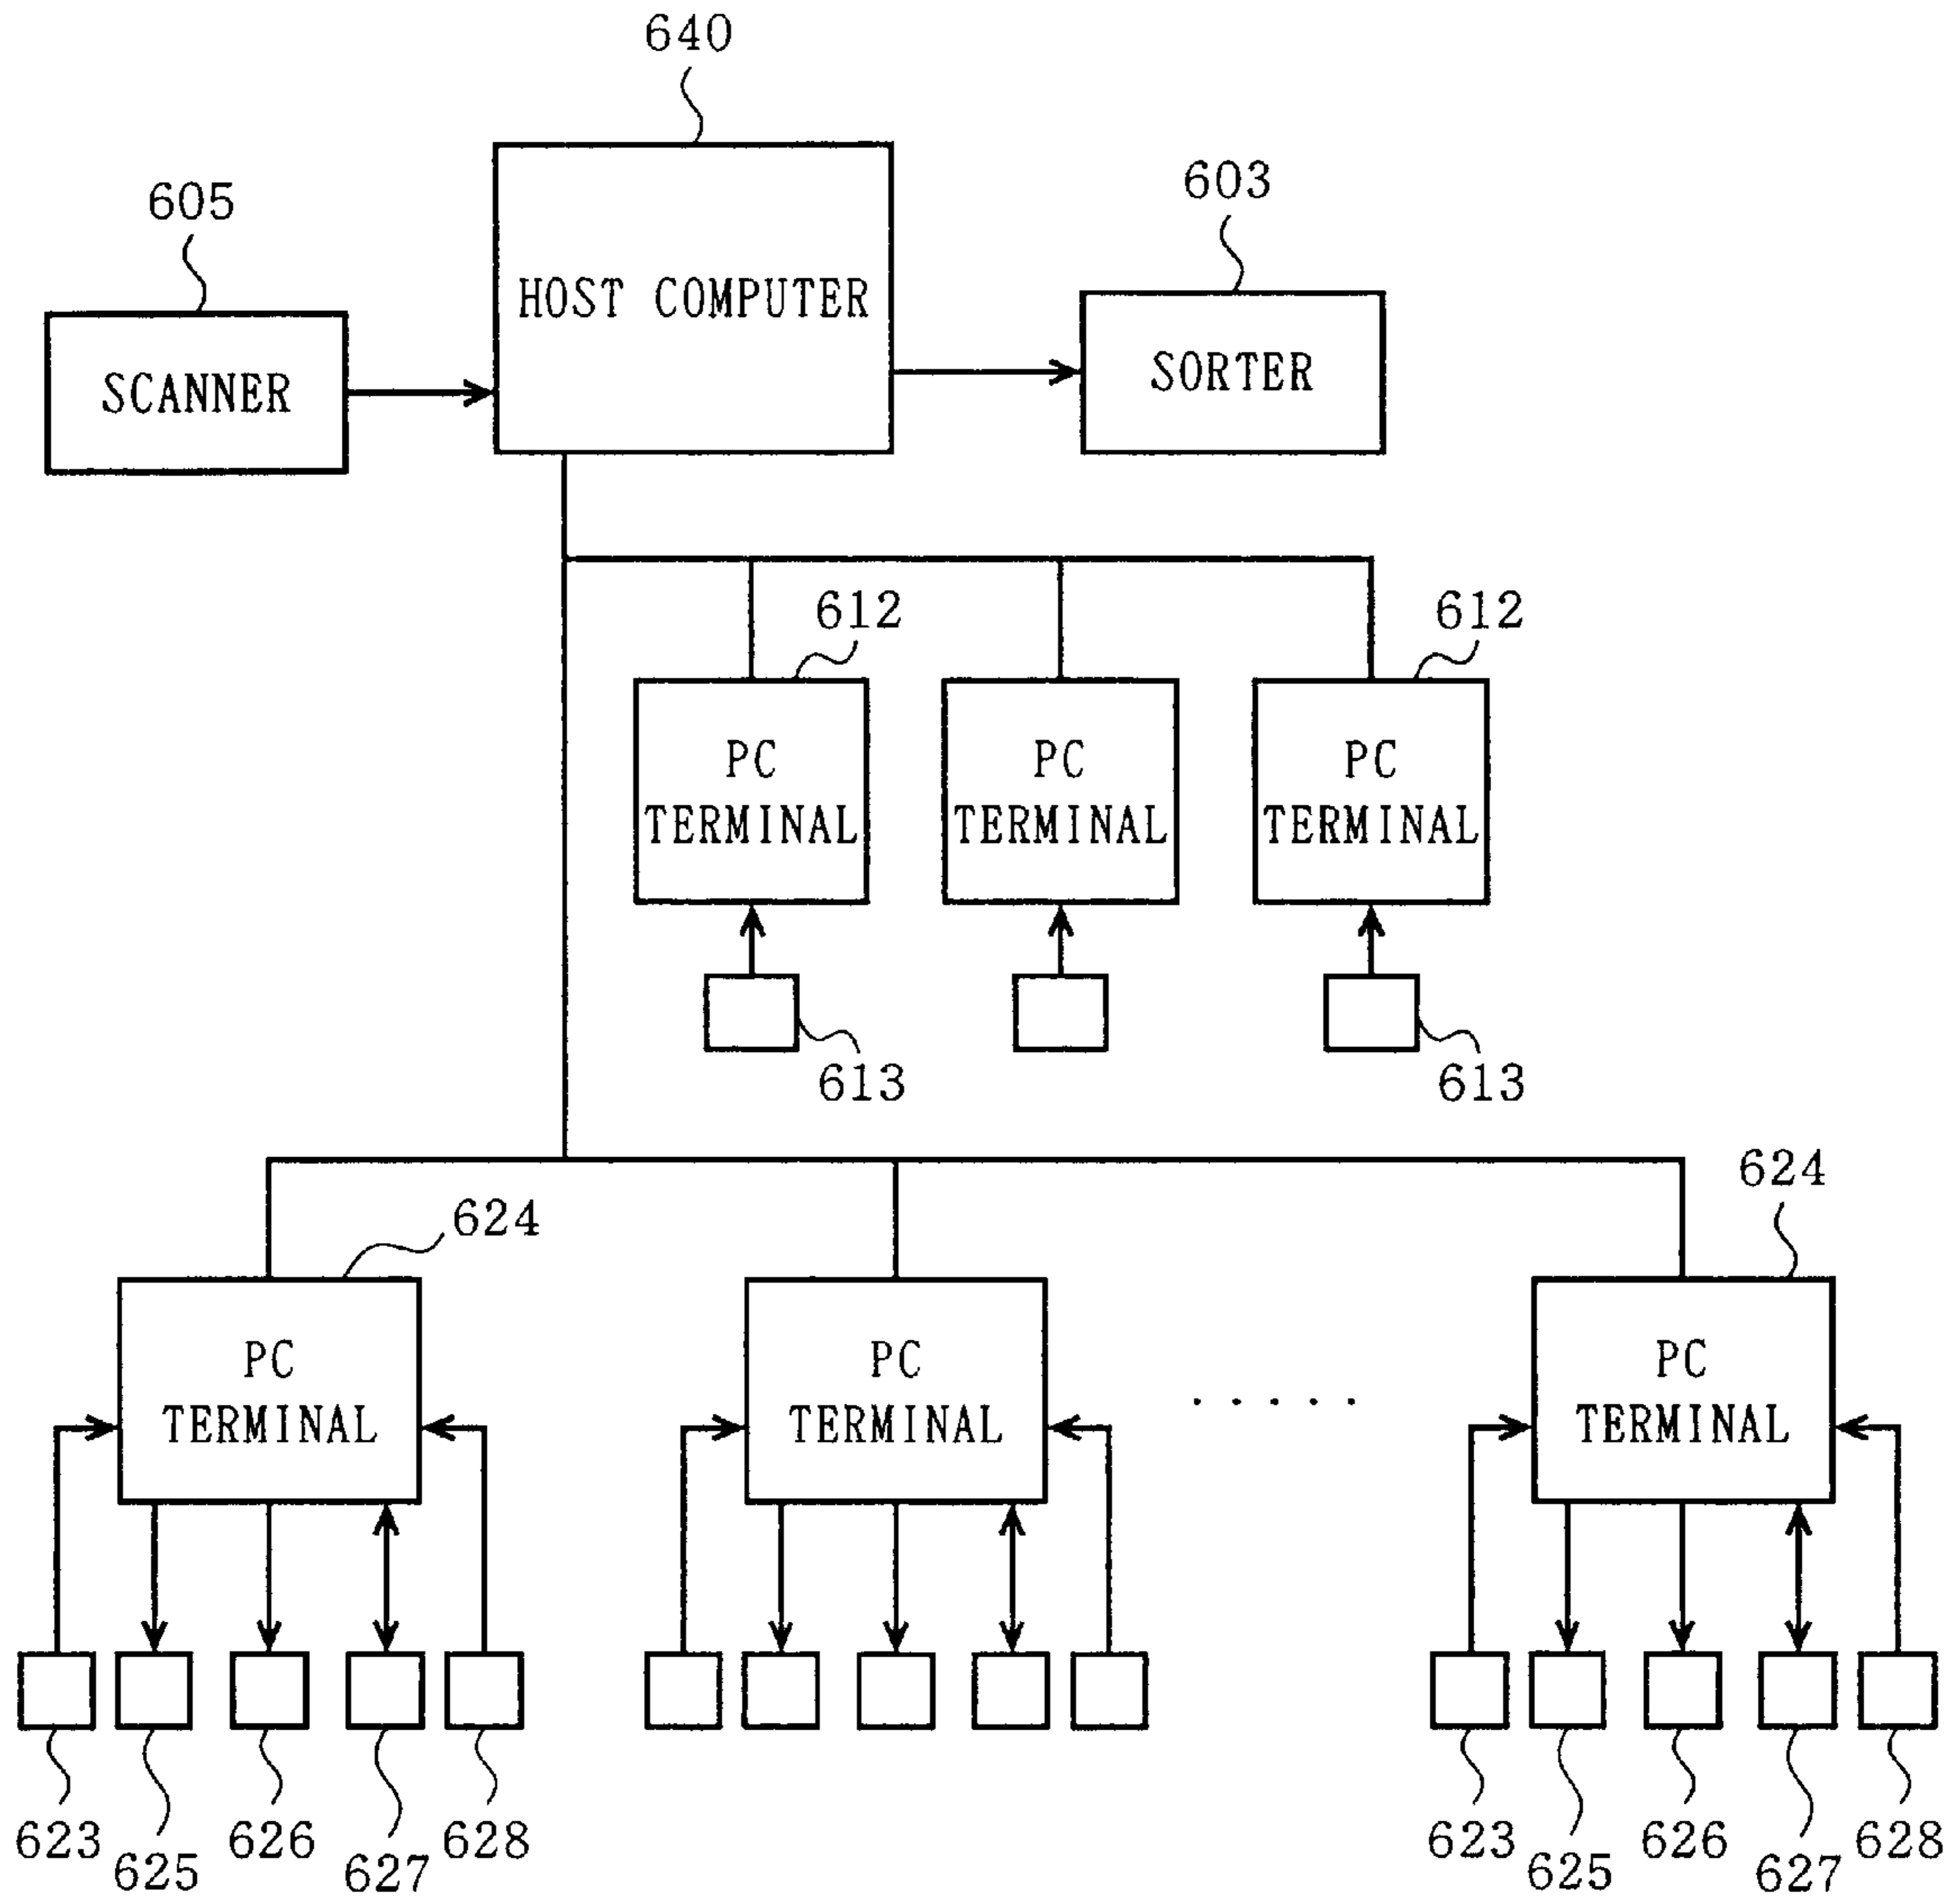 640
605
603
HOST COMPUTER
SCANNER
SORTER
612
612
PC
TERMINAL
PC
TERMINAL
PC
TERMINAL
613
613
624
624
PC
TERMINAL
PC
TERMINAL
.....
PC
TERMINAL
623
625
626
627
628
623
625
626
627
628